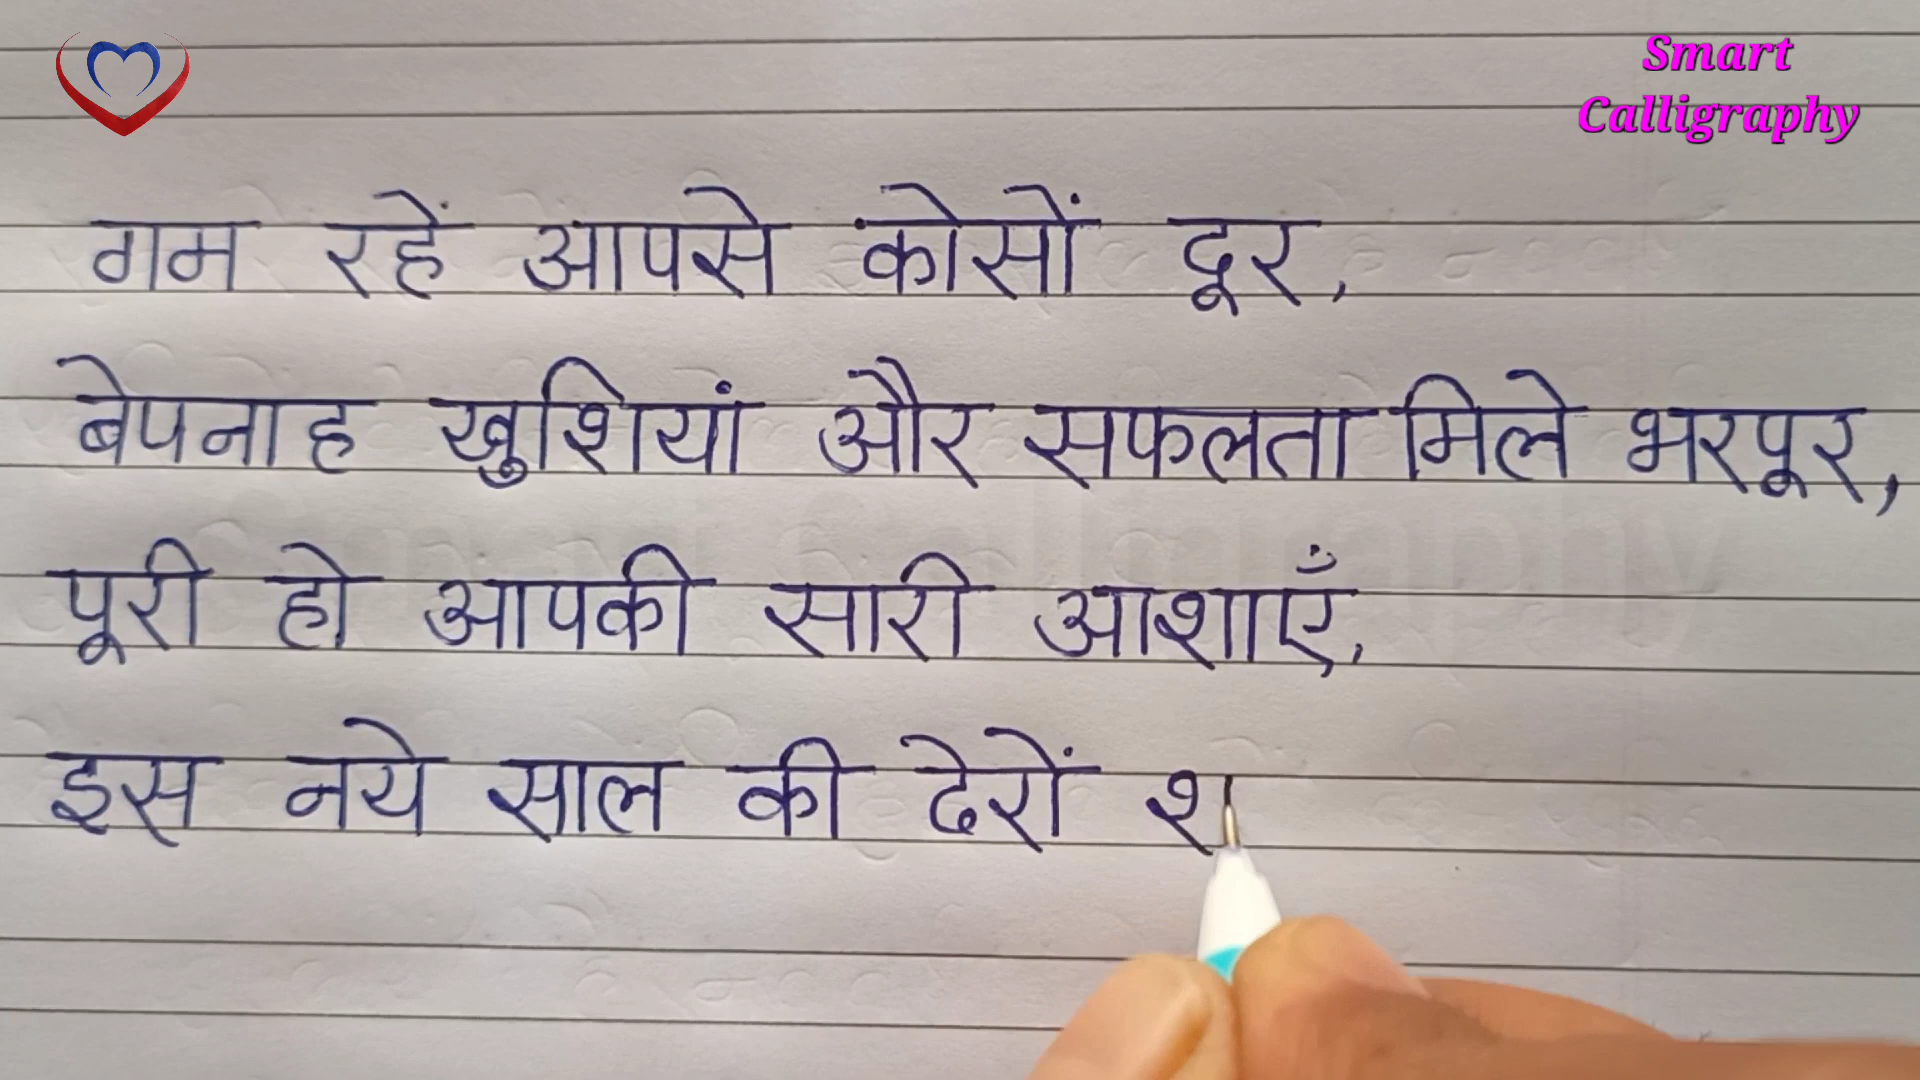 Smart
Calligraphy
गम रहें आपसे कोसों दूर,
बेपनाह खुशियां और सफलता मिले भरपूर,
पूरी हो आपकी सारी आशाएँ,
इस नये साल की ढेरों श